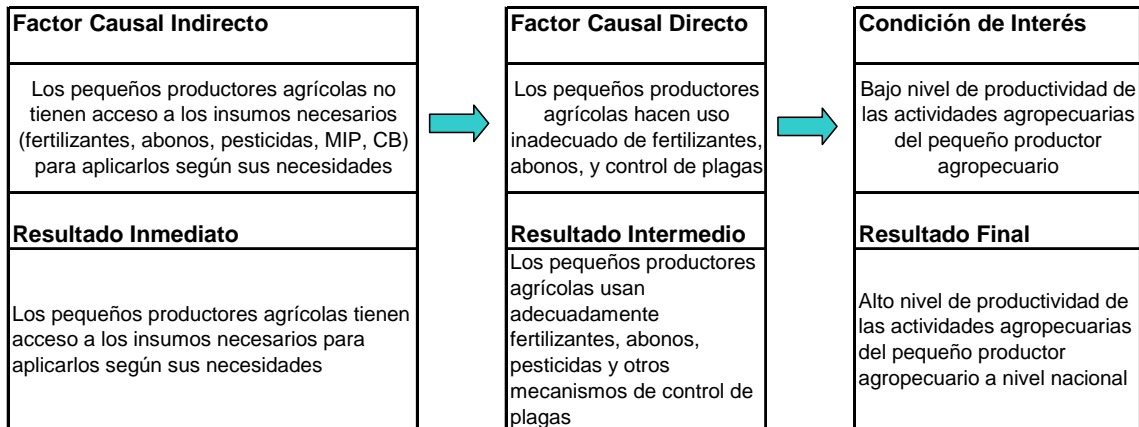 Factor Causal Indirecto
Los pequeños productores agrícolas no
tienen acceso a los insumos necesarios
(fertilizantes, abonos, pesticidas, MIP, CB)
para aplicarlos según sus necesidades
Resultado Inmediato
Los pequeños productores agrícolas tienen
acceso a los insumos necesarios para
aplicarlos según sus necesidades
Factor Causal Directo
Los pequeños productores
agrícolas hacen uso
inadecuado de fertilizantes,
abonos, y control de plagas
Resultado Intermedio
Los pequeños productores
agrícolas usan
adecuadamente
fertilizantes, abonos,
pesticidas y otros
mecanismos de control de
plagas
Condición de Interés
Bajo nivel de productividad de
las actividades agropecuarias
del pequeño productor
agropecuario
Resultado Final
Alto nivel de productividad de
las actividades agropecuarias
del pequeño productor
agropecuario a nivel nacional